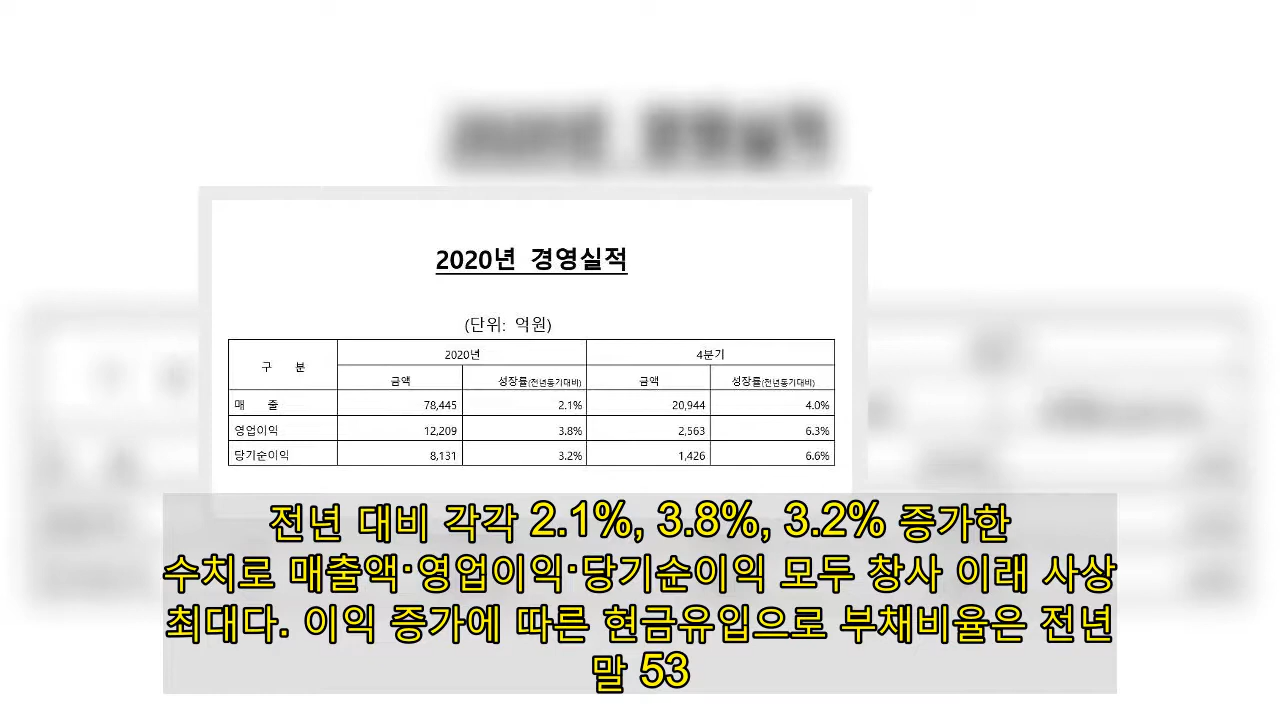 2020년 경영실적
(단위: 억원)
구 분 2020년 4분기
금액 성장률(전년동기대비) 금액 성장률(전년동기대비)
매 출 78,445 2.1% 20,944 4.0%
영업이익 12,209 3.8% 2,563 6.3%
당기순이익 8,131 3.2% 1,426 6.6%
전년 대비 각각 2.1%, 3.8%, 3.2% 증가한
수치로 매출액·영업이익·당기순이익 모두 창사 이래 사상
최대다. 이익 증가에 따른 현금유입으로 부채비율은 전년
말 53